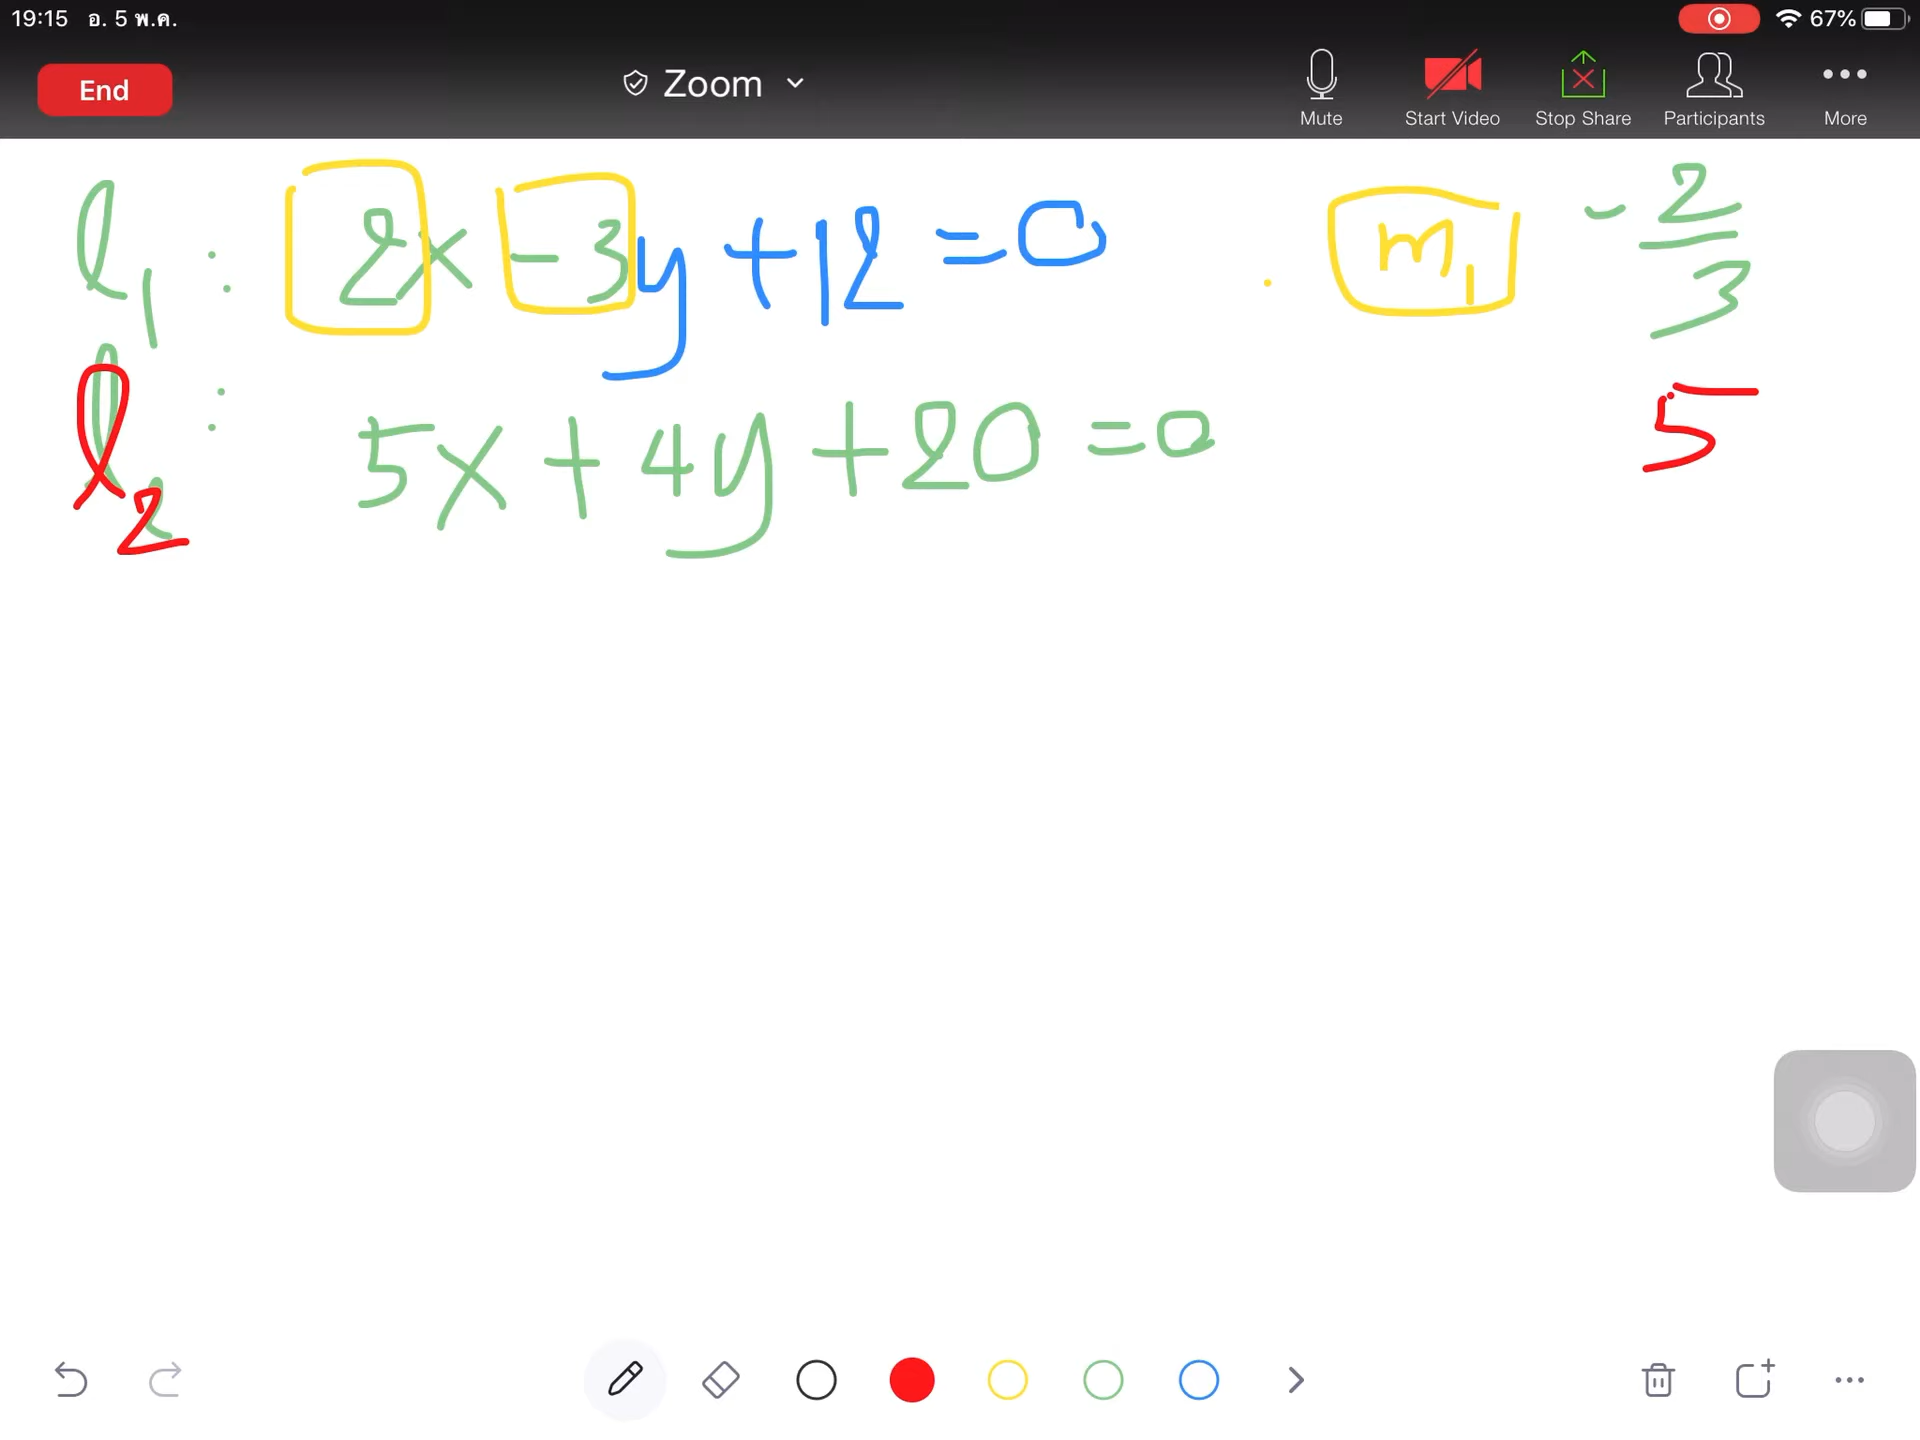 19:15 อ. 5 พ.ค. 67%
End Zoom Mute Start Video Stop Share Participants More
l₁ : 2x -3y +12 =0 m₁ -2/3
l₂ : 5x + 4y +20 =0 5